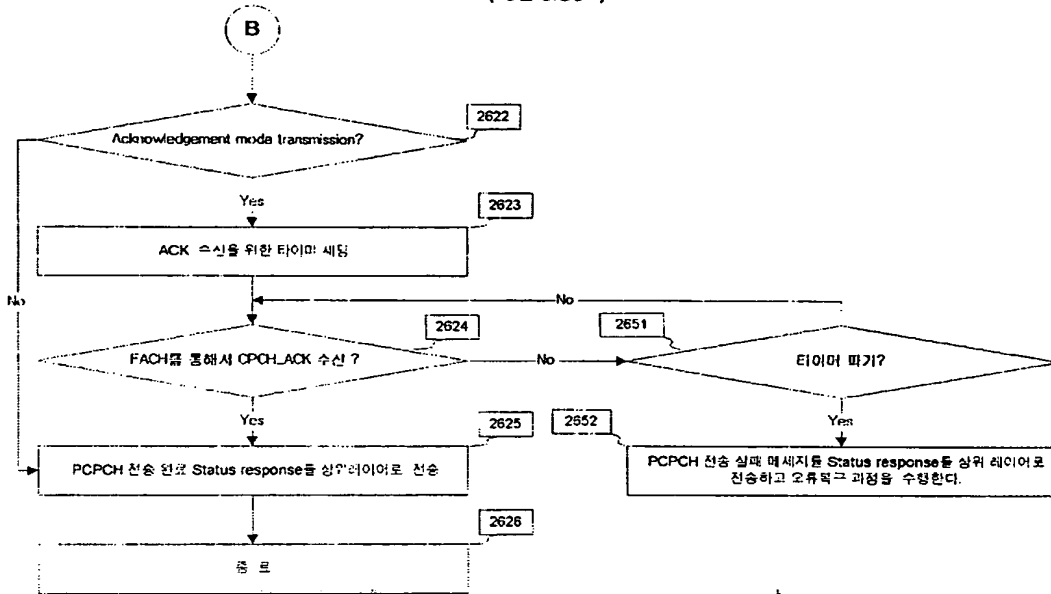 B
2622
Acknowledgement moda transmission?
Yes
2623
ACK 수신을 위한 타이머 세팅
No
No
2624
2651
FACH를 통해서 CPCH_ACK 수신 ?
No
타이머
Yes
Yes
2625
2652
PCPCH 전송 완료 Status response를 상위레이어로 전송
PCPCH 전송 실패 메세지를 Status response를 상위 레이어로
전송하고 오류복구 과정을 수행한다.
2626
종 료